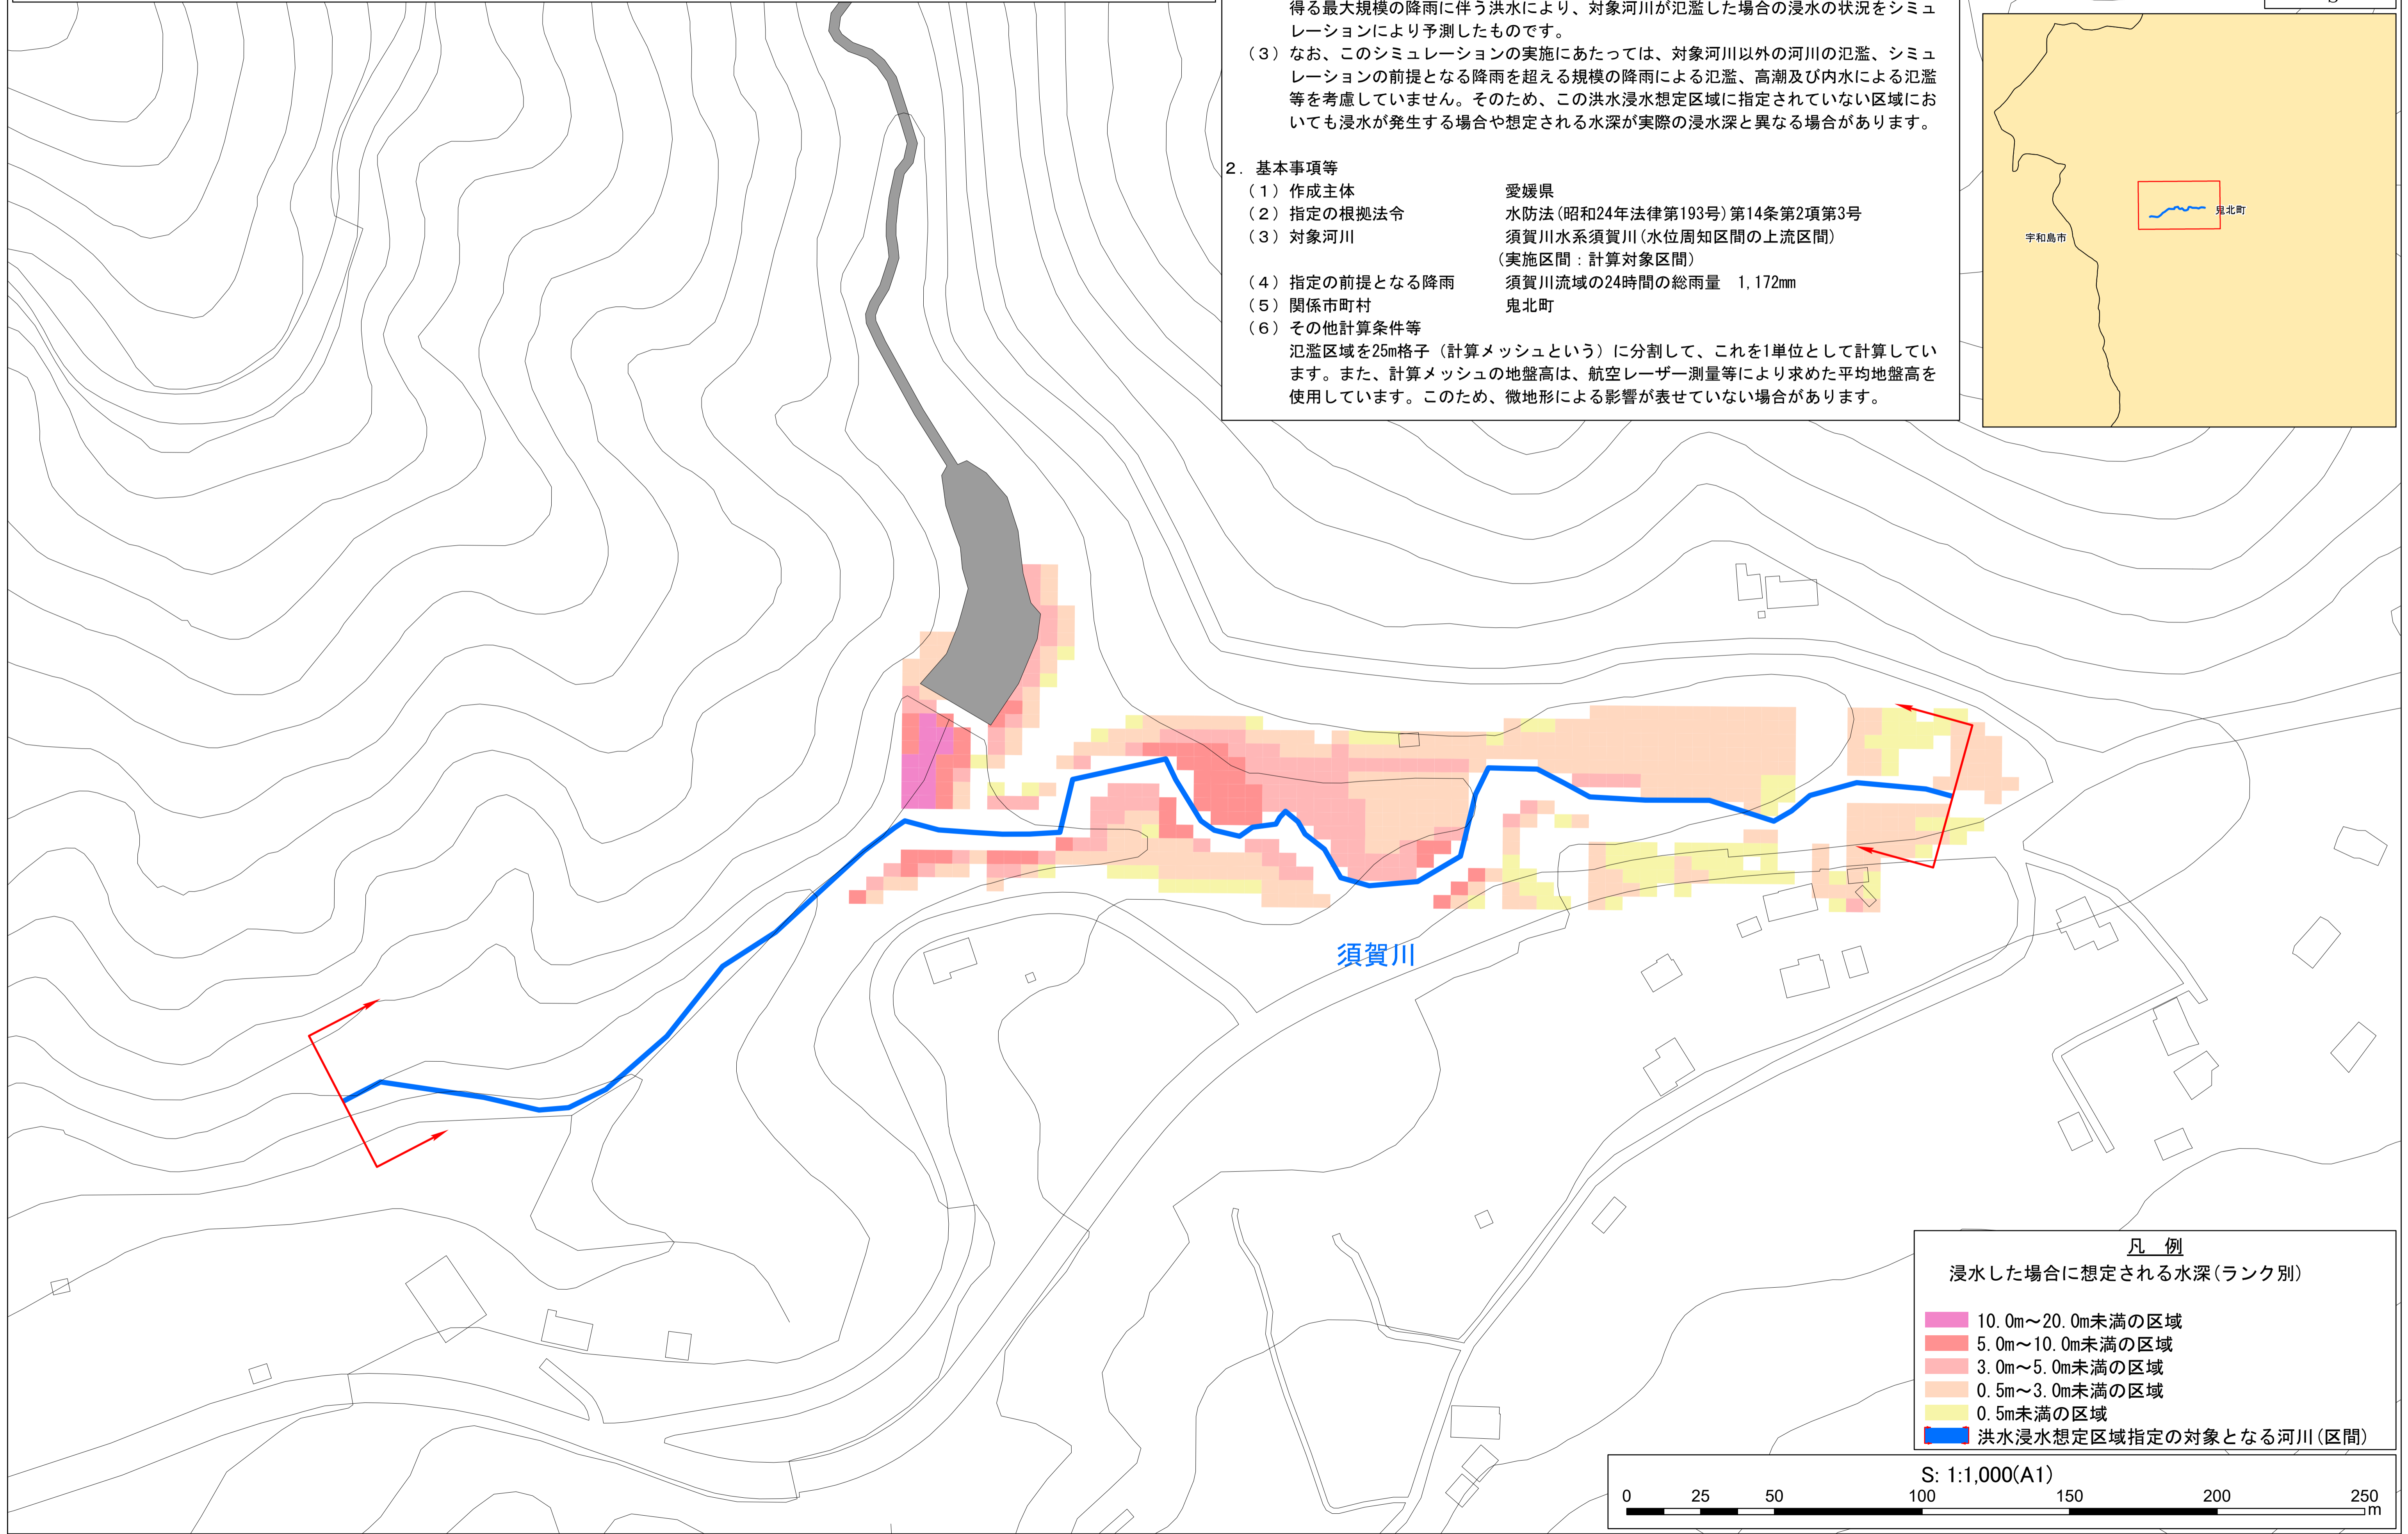 得る最大規模の降雨に伴う洪水により、対象河川が氾濫した場合の浸水の状況をシミュ
レーションにより予測したものです。
（３）なお、このシミュレーションの実施にあたっては、対象河川以外の河川の氾濫、シミュ
レーションの前提となる降雨を超える規模の降雨による氾濫、高潮及び内水による氾濫
等を考慮していません。そのため、この洪水浸水想定区域に指定されていない区域にお
いても浸水が発生する場合や想定される水深が実際の浸水深と異なる場合があります。
２．基本事項等
（１）作成主体　愛媛県
（２）指定の根拠法令　水防法(昭和24年法律第193号)第14条第2項第3号
（３）対象河川　須賀川水系須賀川(水位周知区間の上流区間)
（実施区間：計算対象区間)
（４）指定の前提となる降雨　須賀川流域の24時間の総雨量　1,172mm
（５）関係市町村　鬼北町
（６）その他計算条件等
氾濫区域を25m格子（計算メッシュという）に分割して、これを1単位として計算してい
ます。また、計算メッシュの地盤高は、航空レーザー測量等により求めた平均地盤高を
使用しています。このため、微地形による影響が表せていない場合があります。
鬼北町
宇和島市
須賀川
凡　例
浸水した場合に想定される水深(ランク別)
10.0m～20.0m未満の区域
5.0m～10.0m未満の区域
3.0m～5.0m未満の区域
0.5m～3.0m未満の区域
0.5m未満の区域
洪水浸水想定区域指定の対象となる河川(区間)
S: 1:1,000(A1)
0 25 50 100 150 200 250
m